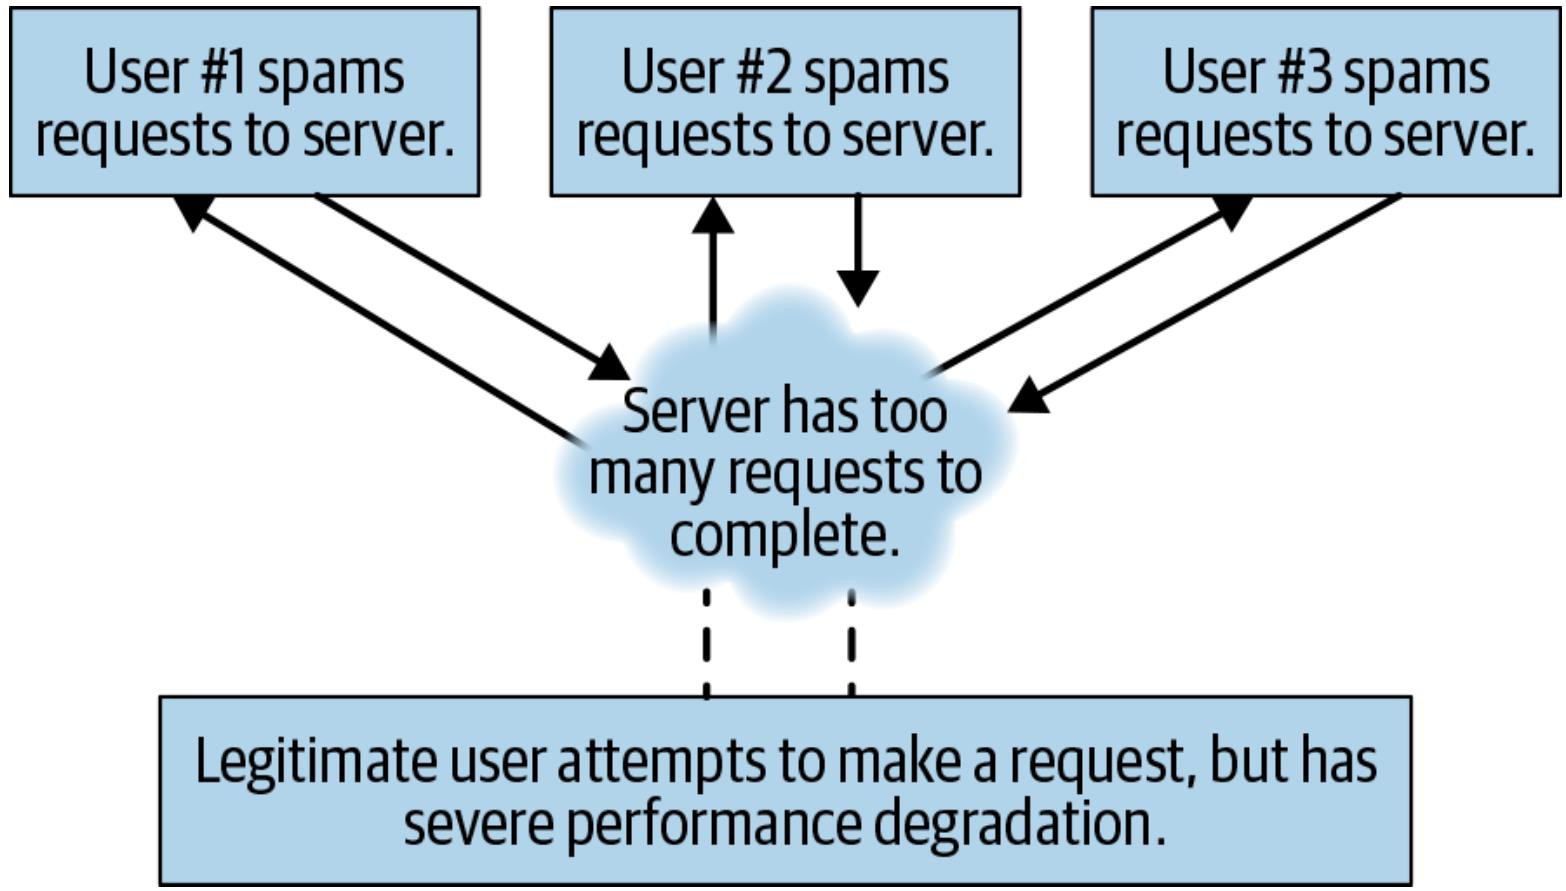 User #1 spams
requests to server.
User #2 spams
requests to server.
User #3 spams
requests to server.
Server has too
many requests to
complete.
Legitimate user attempts to make a request, but has
severe performance degradation.